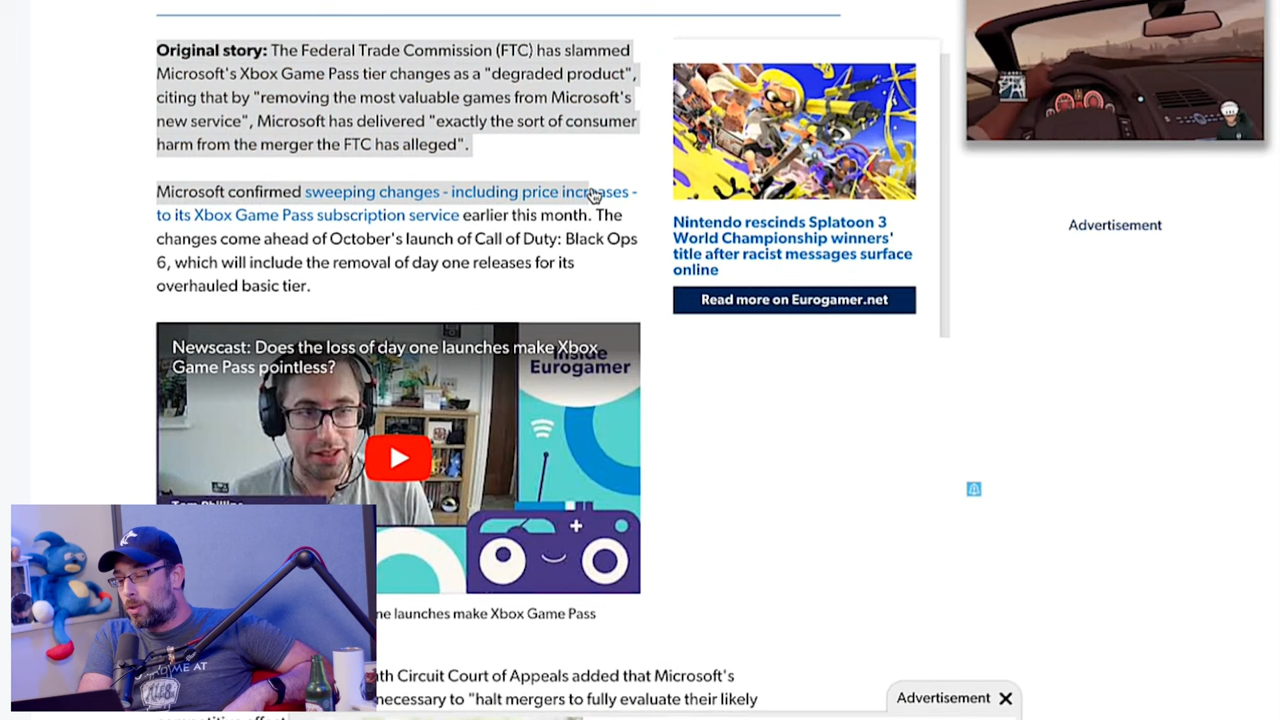 Original story: The Federal Trade Commission (FTC) has slammed
Microsoft's Xbox Game Pass tier changes as a "degraded product",
citing that by "removing the most valuable games from Microsoft's
new service", Microsoft has delivered "exactly the sort of consumer
harm from the merger the FTC has alleged".
Microsoft confirmed sweeping changes - including price increases -
to its Xbox Game Pass subscription service earlier this month. The
changes come ahead of October's launch of Call of Duty: Black Ops
6, which will include the removal of day one releases for its
overhauled basic tier.
Newscast: Does the loss of day one launches make Xbox
Game Pass pointless?
Inside
Eurogamer
ne launches make Xbox Game Pass
th Circuit Court of Appeals added that Microsoft's
necessary to "halt mergers to fully evaluate their likely
Nintendo rescinds Splatoon 3
World Championship winners'
title after racist messages surface
online
Read more on Eurogamer.net
Advertisement
Advertisement